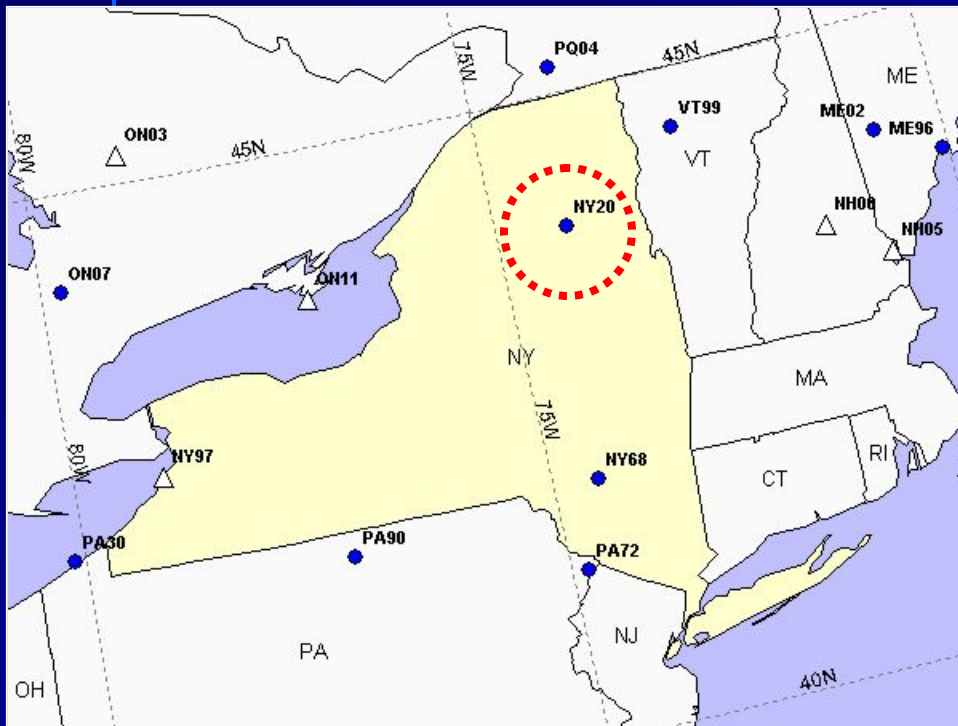 PQ04
75W
45N
ME
VT99
ME02
ME96
ON03
80W
45N
VT
NY20
NH06
NH05
ON07
ON11
NY
MA
75W
80W
NY97
NY68
CT
RI
PA30
PA90
PA72
NJ
PA
OH
40N